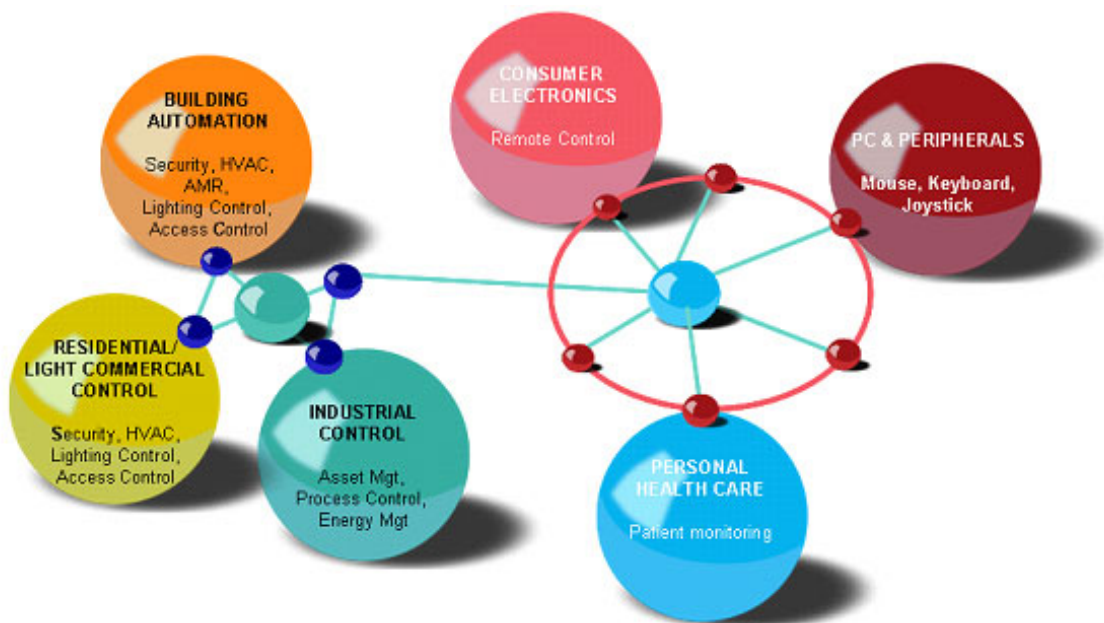 BUILDING
AUTOMATION
Security, HVAC,
AMR,
Lighting Control,
Access Control
CONSUMER
ELECTRONICS
Remote Control
PC & PERIPHERALS
Mouse, Keyboard,
Joystick
RESIDENTIAL/
LIGHT COMMERCIAL
CONTROL
Security, HVAC,
Lighting Control,
Access Control
INDUSTRIAL
CONTROL
Asset Mgt,
Process Control,
Energy Mgt
PERSONAL
HEALTH CARE
Patient monitoring